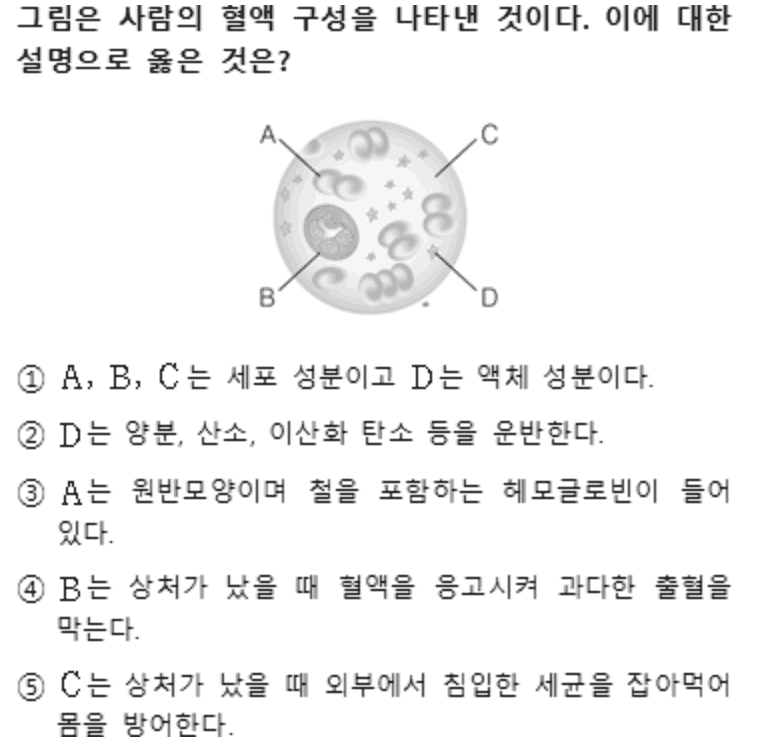 그림은 사람의 혈액 구성을 나타낸 것이다. 이에 대한
설명으로 옳은 것은?
A
C
B
D
① A, B, C는 세포 성분이고 D는 액체 성분이다.
② D는 양분, 산소, 이산화 탄소 등을 운반한다.
③ A는 원반모양이며 철을 포함하는 헤모글로빈이 들어
있다.
④ B는 상처가 났을 때 혈액을 응고시켜 과다한 출혈을
막는다.
⑤ C는 상처가 났을 때 외부에서 침입한 세균을 잡아먹어
몸을 방어한다.